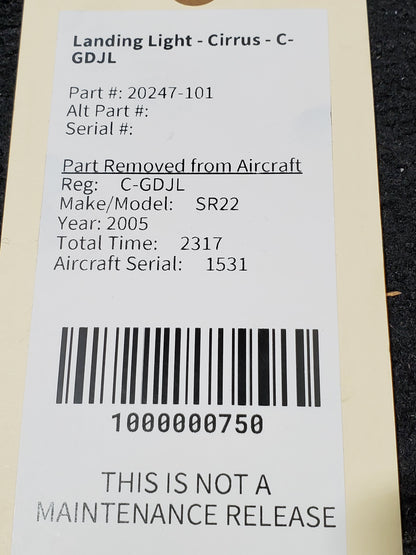 Landing Light - Cirrus - C-
GDJL
Part #: 20247-101
Alt Part #:
Serial #:
Part Removed from Aircraft
Reg: C-GDJL
Make/Model: SR22
Year: 2005
Total Time: 2317
Aircraft Serial: 1531
1000000750
THIS IS NOT A
MAINTENANCE RELEASE